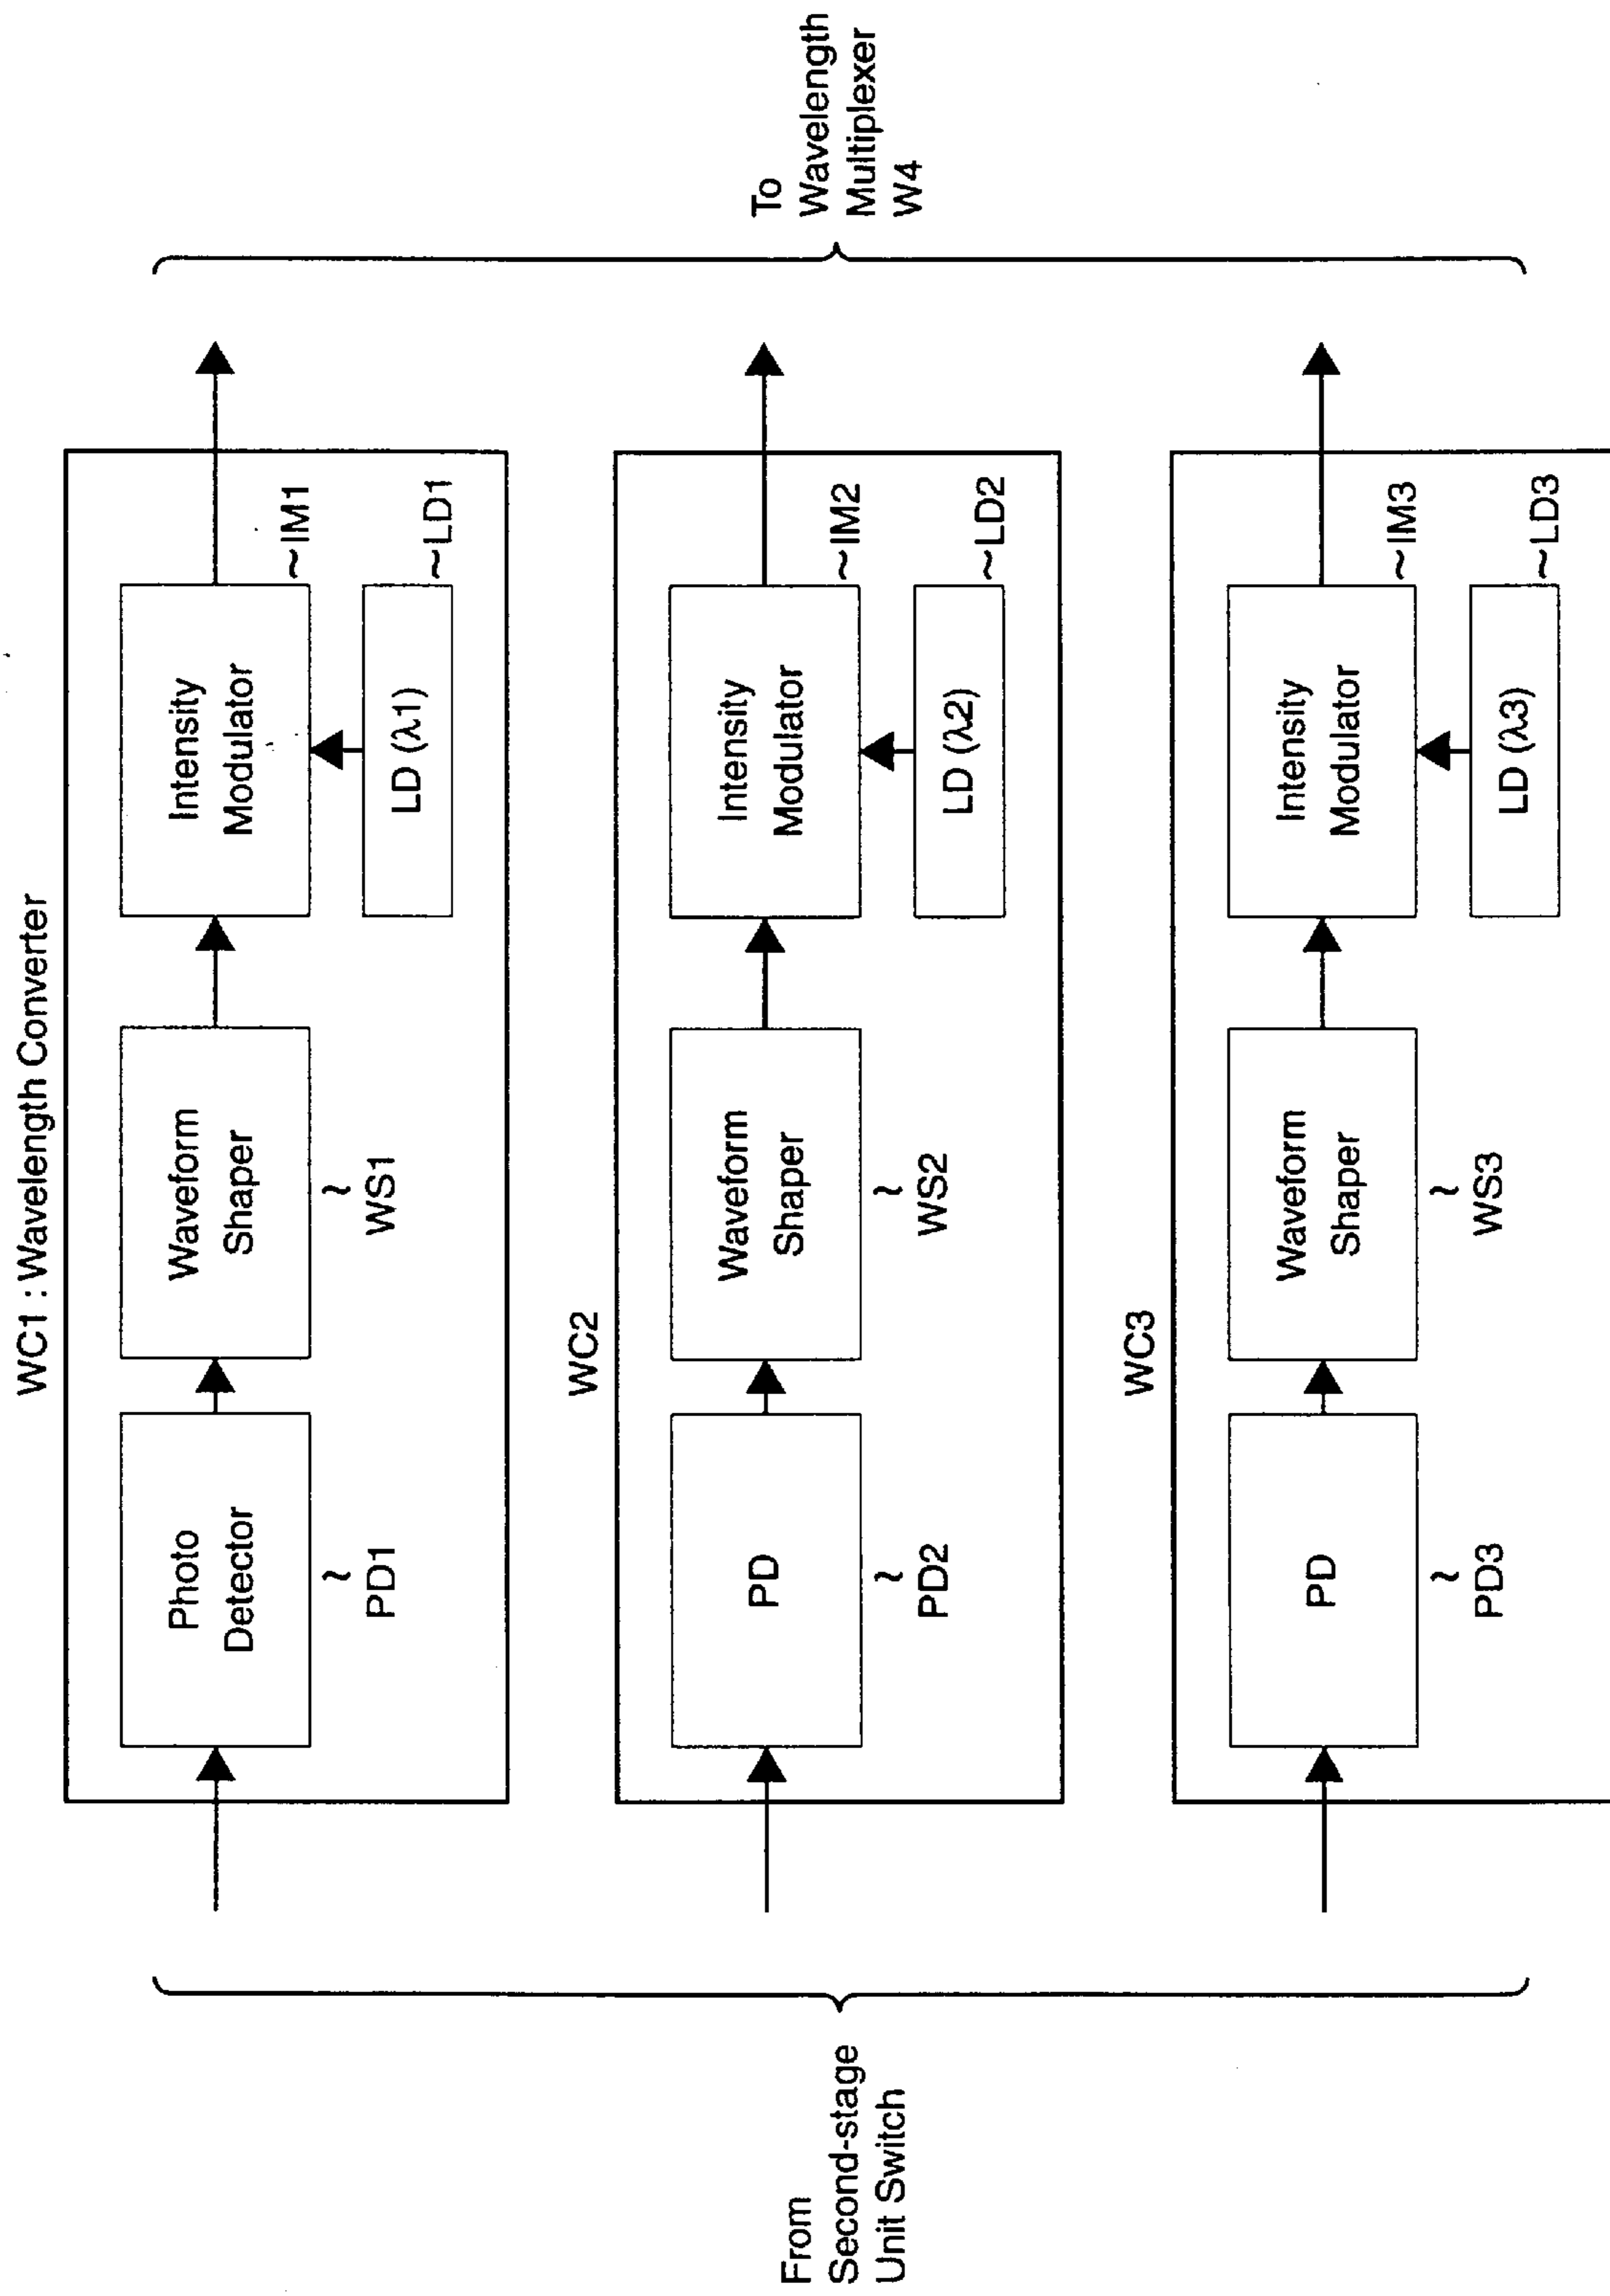 WC1 : Wavelength Converter
Photo
Detector
~PD1
Waveform
Shaper
~WS1
Intensity
Modulator
~IM1
LD (λ1)
~LD1
WC2
PD
~PD2
Waveform
Shaper
~WS2
Intensity
Modulator
~IM2
LD (λ2)
~LD2
WC3
PD
~PD3
Waveform
Shaper
~WS3
Intensity
Modulator
~IM3
LD (λ3)
~LD3
From
Second-stage
Unit Switch
To
Wavelength
Multiplexer
W4